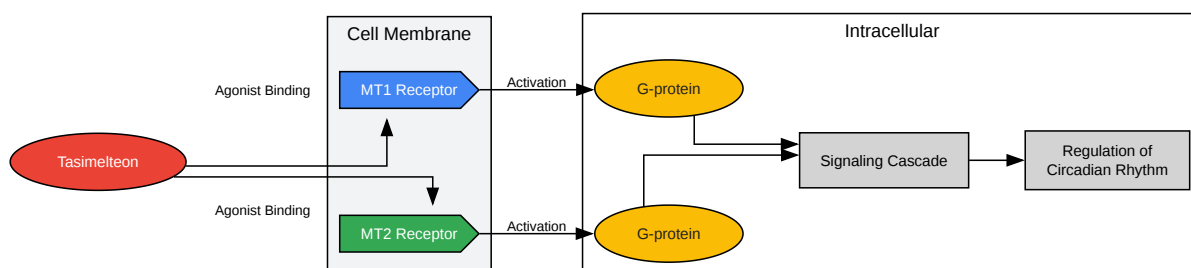 Cell Membrane
Intracellular
Agonist Binding
MT1 Receptor
Activation
G-protein
Tasimelteon
Signaling Cascade
Regulation of
Circadian Rhythm
Agonist Binding
MT2 Receptor
Activation
G-protein